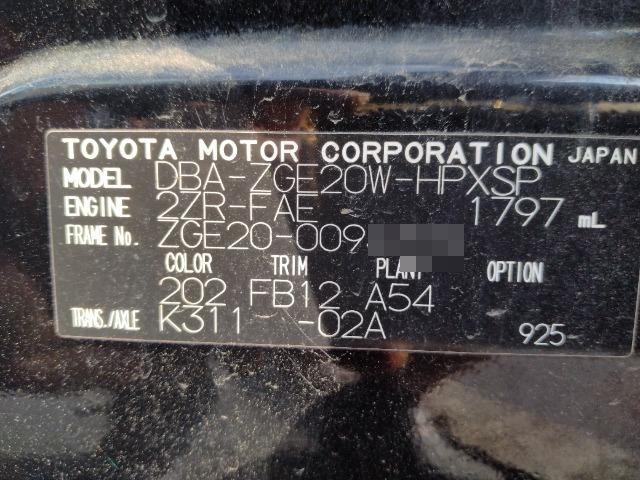 TOYOTA MOTOR CORPORATION JAPAN
MODEL DBA-ZGE20W-HPXSP
ENGINE 2ZR-FAE 1797 mL
FRAME No. ZGE20-009
COLOR TRIM PLANT OPTION
202 FB12 A54
TRANS./AXLE K311 -02A 925-